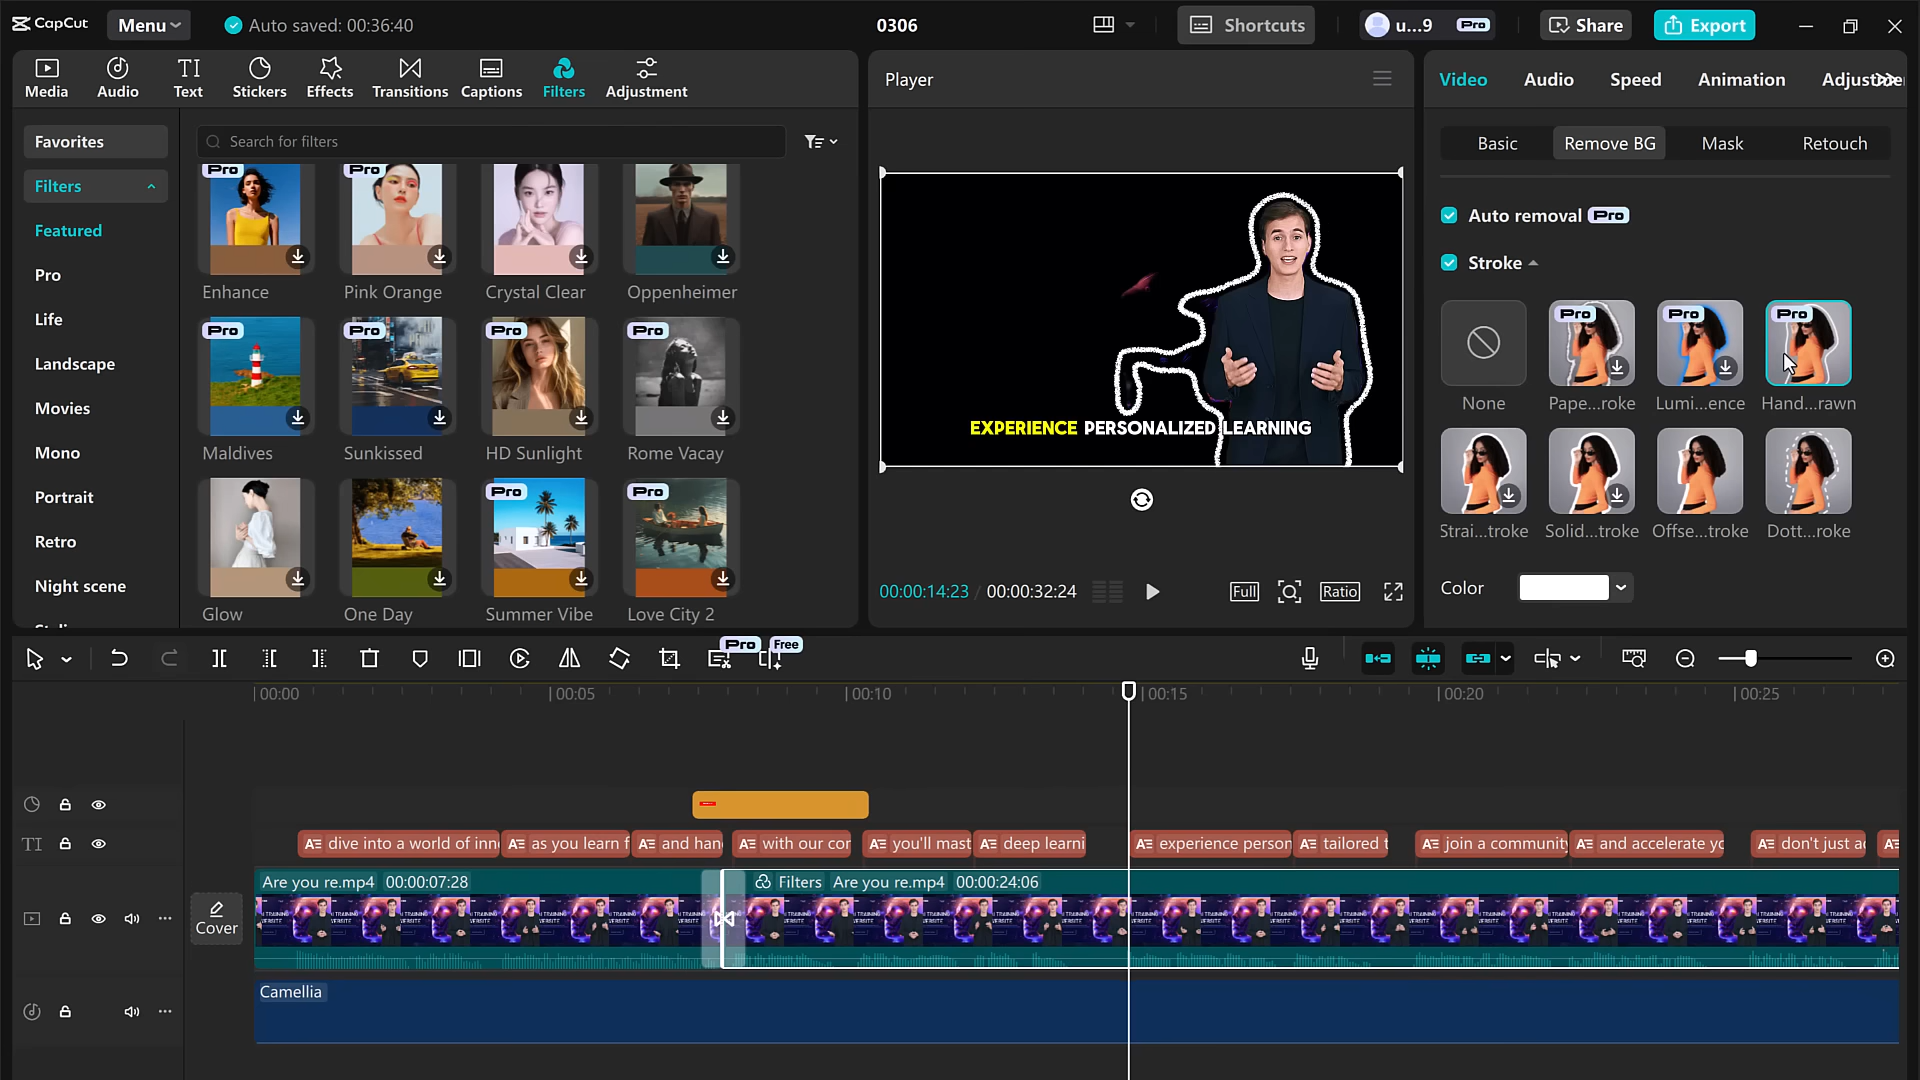 CapCut
Menu
Auto saved: 00:36:40
0306
Shortcuts
u...9
Pro
Share
Export
Media
Audio
Text
Stickers
Effects
Transitions
Captions
Filters
Adjustment
Favorites
Filters
Featured
Pro
Life
Landscape
Movies
Mono
Portrait
Retro
Night scene
Search for filters
Pro
Pro
Enhance
Pink Orange
Crystal Clear
Oppenheimer
Pro
Pro
Pro
Pro
Maldives
Sunkissed
HD Sunlight
Rome Vacay
Pro
Pro
Glow
One Day
Summer Vibe
Love City 2
Player
EXPERIENCE PERSONALIZED LEARNING
00:00:14:23 / 00:00:32:24
Full
Ratio
Video
Audio
Speed
Animation
Basic
Remove BG
Mask
Retouch
Auto removal Pro
Stroke
Pro
Pro
Pro
None
Pape...roke
Lumi...ence
Hand...rawn
Strai...troke
Solid...troke
Offse...troke
Dott...roke
Color
Pro
Free
00:00
00:05
00:10
00:15
00:20
00:25
TI
dive into a world of inn
as you learn f
and han
with our cor
you'll mast
deep learni
experience person
tailored t
join a community
and accelerate yc
don't just ac
Cover
Are you re.mp4 00:00:07:28
Filters Are you re.mp4 00:00:24:06
Camellia